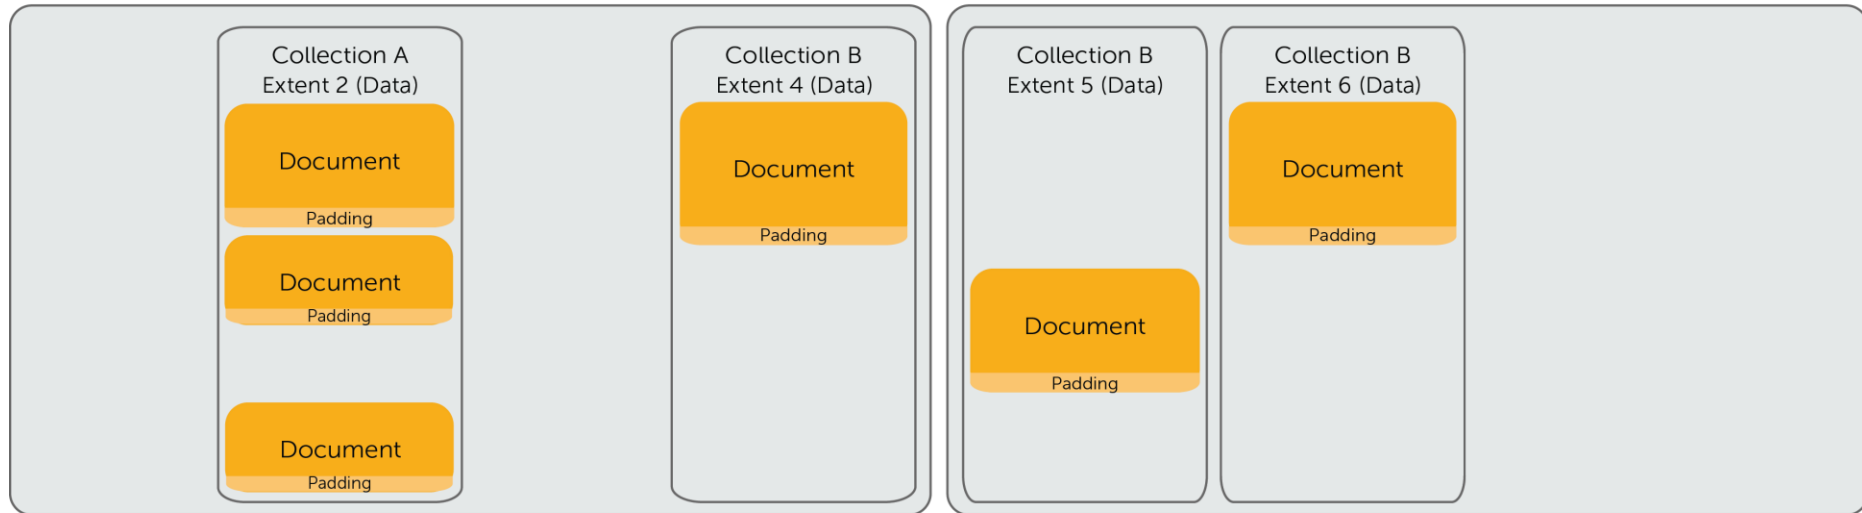 Collection A
Extent 2 (Data)
Document
Padding
Document
Padding
Document
Padding
Collection B
Extent 4 (Data)
Document
Padding
Collection B
Extent 5 (Data)
Document
Padding
Collection B
Extent 6 (Data)
Document
Padding